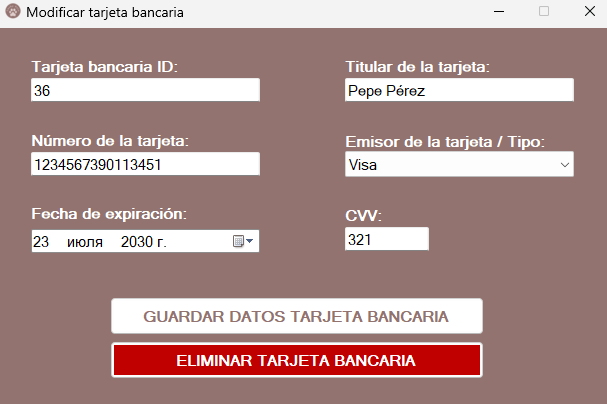 Modificar tarjeta bancaria
Tarjeta bancaria ID:
36
Titular de la tarjeta:
Pepe Pérez
Número de la tarjeta:
1234567390113451
Emisor de la tarjeta / Tipo:
Visa
Fecha de expiración:
23 июля 2030 г.
CVV:
321
GUARDAR DATOS TARJETA BANCARIA
ELIMINAR TARJETA BANCARIA